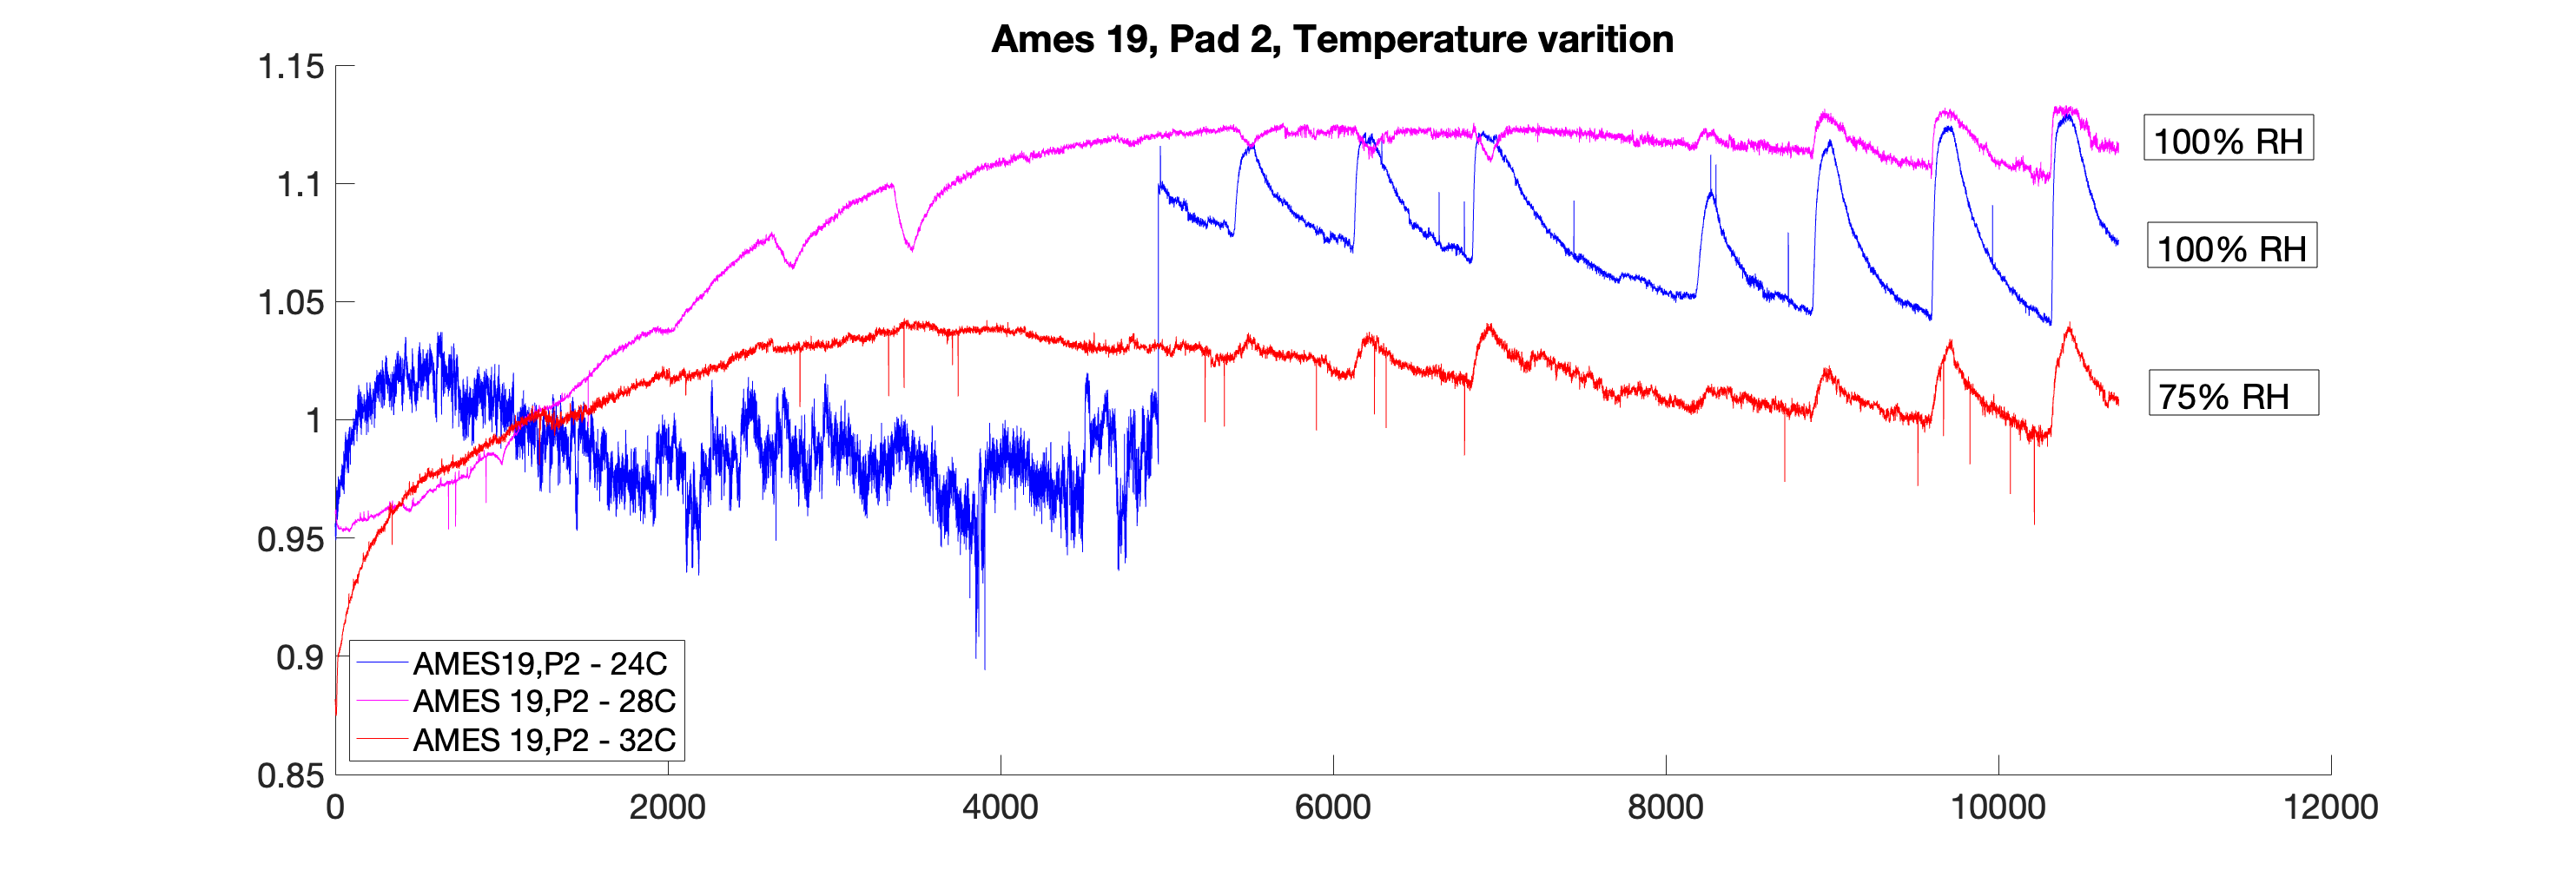 Ames 19, Pad 2, Temperature varition
1.15
1.1
1.05
1
0.95
0.9
0.85
100% RH
100% RH
75% RH
AMES19,P2 - 24C
AMES 19,P2 - 28C
AMES 19,P2 - 32C
0 2000 4000 6000 8000 10000 12000